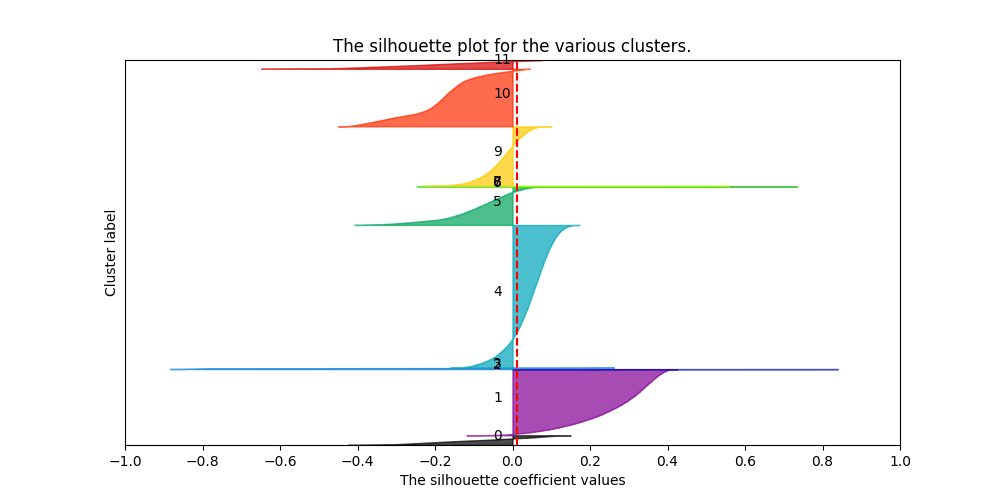 The silhouette plot for the various clusters.
11
10
9
8
5
4
2
1
0
Cluster label
−1.0 −0.8 −0.6 −0.4 −0.2 0.0 0.2 0.4 0.6 0.8 1.0
The silhouette coefficient values